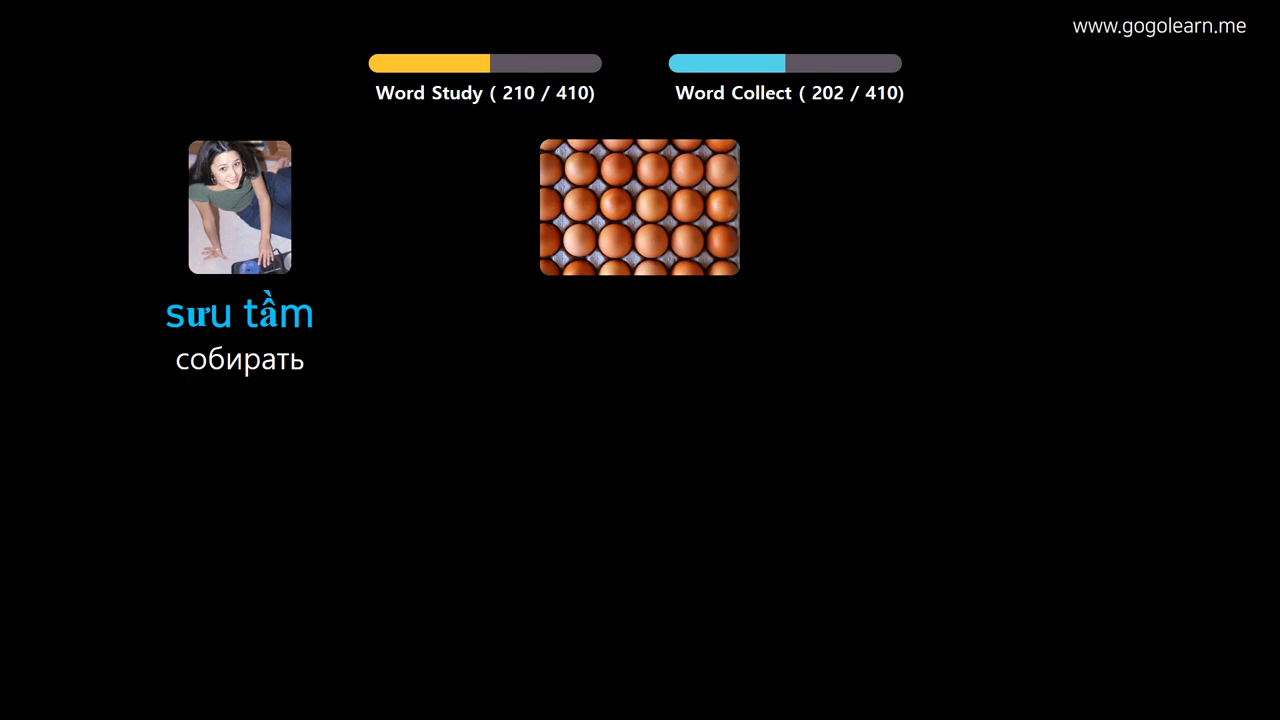 www.gogolearn.me
Word Study ( 210 / 410)
Word Collect ( 202 / 410)
sưu tầm
собирать